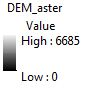 DEM_aster
Value
High : 6685
Low : 0